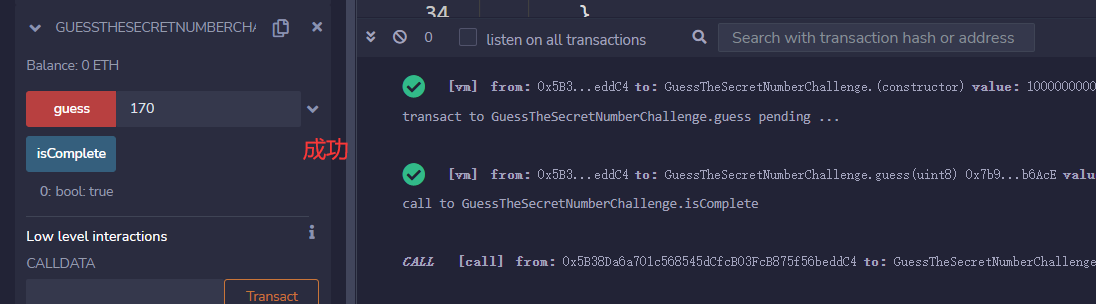 GUESSTHESECRETNUMBERCHA
Balance: 0 ETH
guess 170
isComplete
成功
0: bool: true
Low level interactions
CALLDATA
Transact
34 }
0 listen on all transactions Search with transaction hash or address
[vm] from: 0x5B3...eddC4 to: GuessTheSecretNumberChallenge.(constructor) value: 1000000000
transact to GuessTheSecretNumberChallenge.guess pending ...
[vm] from: 0x5B3...eddC4 to: GuessTheSecretNumberChallenge.guess(uint8) 0x7b9...b6AcE valu
call to GuessTheSecretNumberChallenge.isComplete
CALL [call] from: 0x5B38Da6a701c568545dCfcB03FcB875f56beddC4 to: GuessTheSecretNumberChallenge